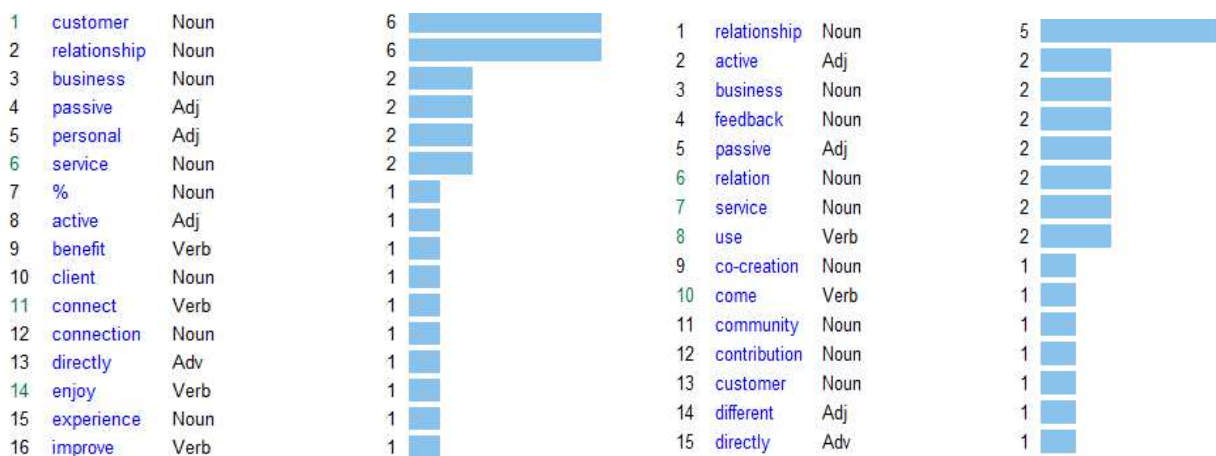 1 customer Noun 6
2 relationship Noun 6
3 business Noun 2
4 passive Adj 2
5 personal Adj 2
6 service Noun 2
7 % Noun 1
8 active Adj 1
9 benefit Verb 1
10 client Noun 1
11 connect Verb 1
12 connection Noun 1
13 directly Adv 1
14 enjoy Verb 1
15 experience Noun 1
16 improve Verb 1
1 relationship Noun 5
2 active Adj 2
3 business Noun 2
4 feedback Noun 2
5 passive Adj 2
6 relation Noun 2
7 service Noun 2
8 use Verb 2
9 co-creation Noun 1
10 come Verb 1
11 community Noun 1
12 contribution Noun 1
13 customer Noun 1
14 different Adj 1
15 directly Adv 1